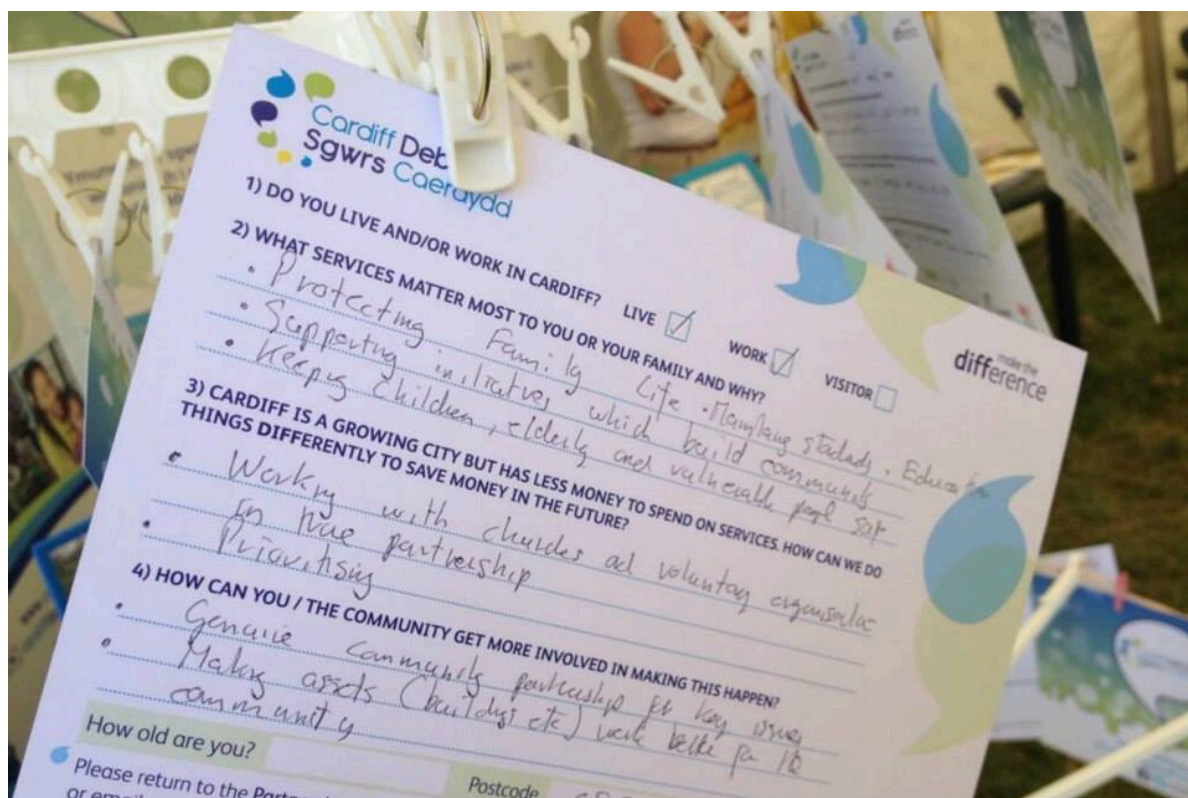 Cardiff Deb
Sgwrs Caerdydd
make the
difference
1) DO YOU LIVE AND/OR WORK IN CARDIFF? LIVE WORK VISITOR
2) WHAT SERVICES MATTER MOST TO YOU OR YOUR FAMILY AND WHY?
• Protecting Family Life • Education
• Supporting initiatives which build community
• Keeping Children, elderly and vulnerable people safe
3) CARDIFF IS A GROWING CITY BUT HAS LESS MONEY TO SPEND ON SERVICES. HOW CAN WE DO
THINGS DIFFERENTLY TO SAVE MONEY IN THE FUTURE?
• Working with churches and voluntary organisations
in true partnership
• Prioritising
4) HOW CAN YOU / THE COMMUNITY GET MORE INVOLVED IN MAKING THIS HAPPEN?
• Genuine community partnership for key issues
• Making assets (buildings etc) work better for
community
How old are you?
Postcode
Please return to the
or email